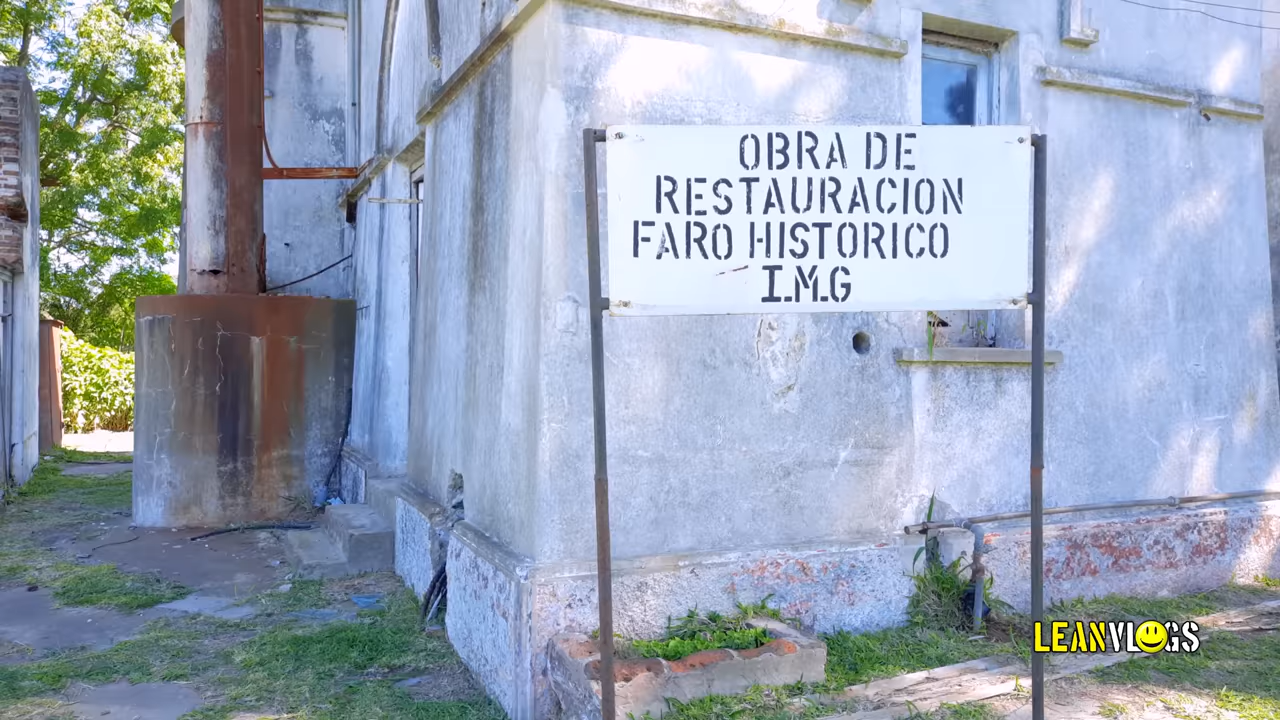 OBRA DE
RESTAURACION
FARO HISTORICO
I.M.G
LEANVLOGS